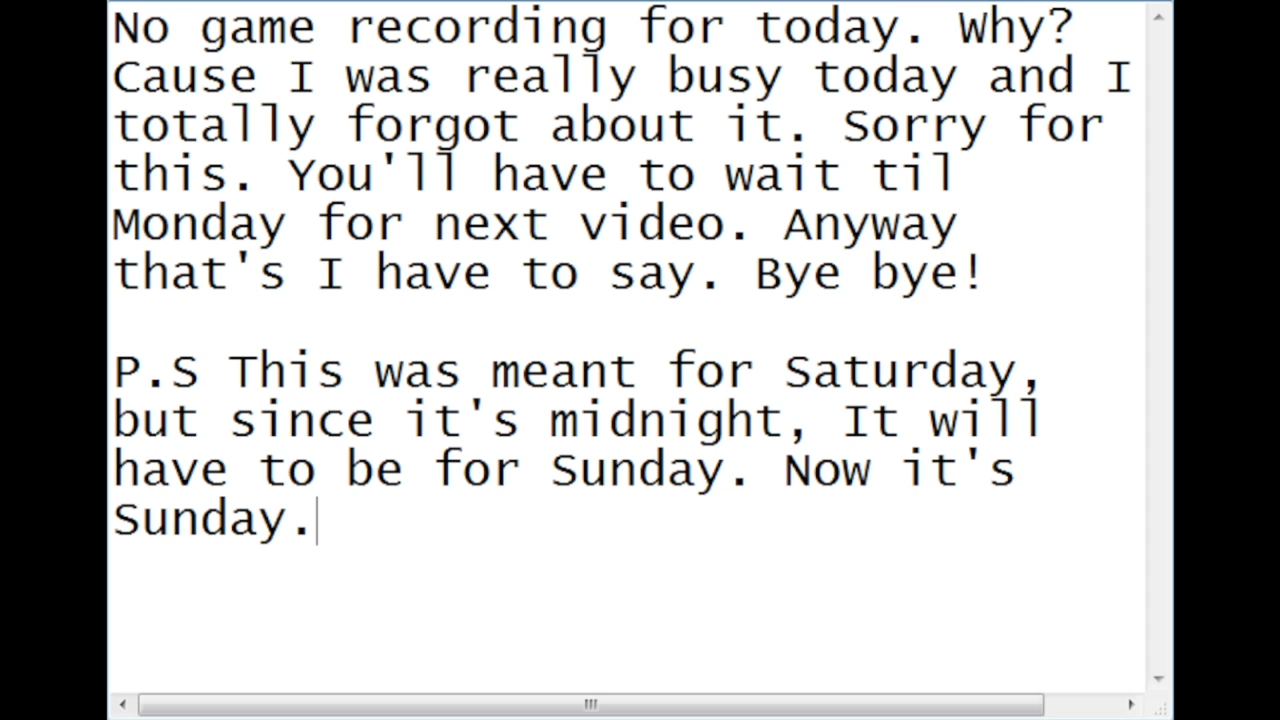 No game recording for today. Why?
Cause I was really busy today and I
totally forgot about it. Sorry for
this. You'll have to wait til
Monday for next video. Anyway
that's I have to say. Bye bye!
P.S This was meant for Saturday,
but since it's midnight, It will
have to be for Sunday. Now it's
Sunday.